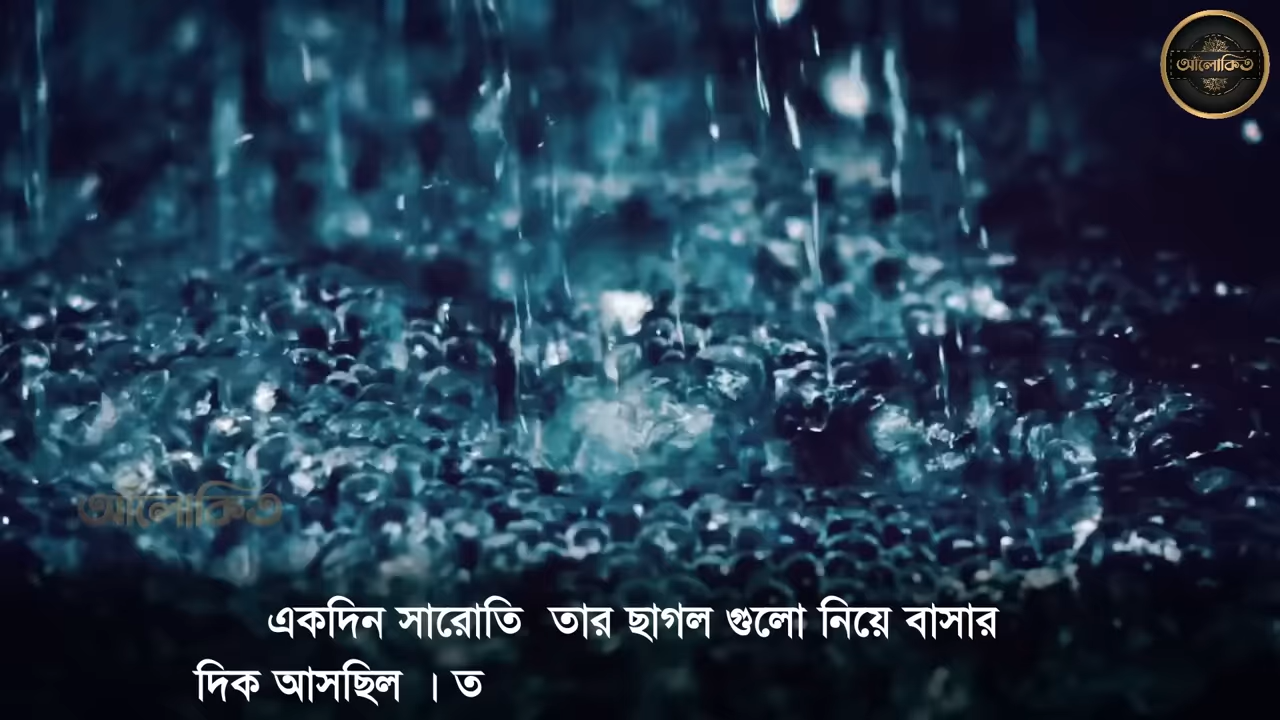 আলোকিত
আলোকিত
একদিন সারোতি তার ছাগল গুলো নিয়ে বাসার
দিক আসছিল । ত